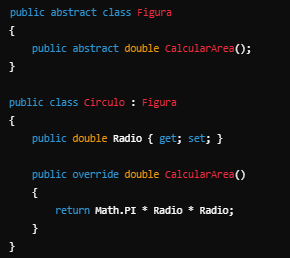 public abstract class Figura
{
    public abstract double CalcularArea();
}
public class Circulo : Figura
{
    public double Radio { get; set; }
    public override double CalcularArea()
    {
        return Math.PI * Radio * Radio;
    }
}